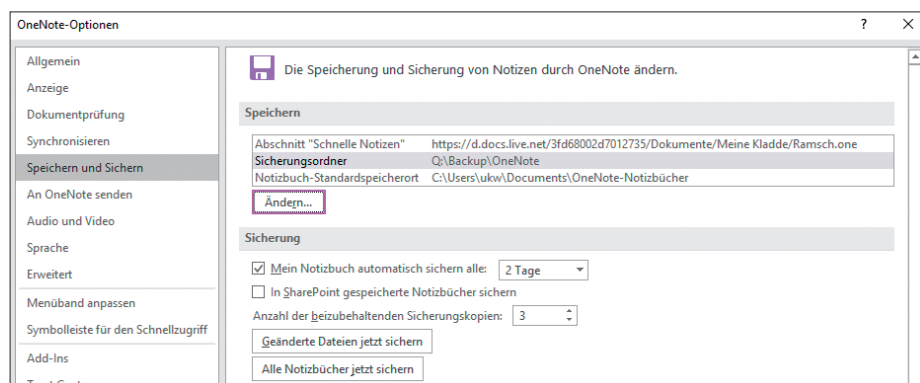 OneNote-Optionen ? ×
Allgemein
Anzeige
Dokumentprüfung
Synchronisieren
Speichern und Sichern
An OneNote senden
Audio und Video
Sprache
Erweitert
Menüband anpassen
Symbolleiste für den Schnellzugriff
Add-Ins
Die Speicherung und Sicherung von Notizen durch OneNote ändern.
Speichern
Abschnitt "Schnelle Notizen" https://d.docs.live.net/3fd68002d7012735/Dokumente/Meine Kladde/Ramsch.one
Sicherungsordner Q:\Backup\OneNote
Notizbuch-Standardspeicherort C:\Users\ukw\Documents\OneNote-Notizbücher
Ändern...
Sicherung
Mein Notizbuch automatisch sichern alle: 2 Tage
In SharePoint gespeicherte Notizbücher sichern
Anzahl der beizubehaltenden Sicherungskopien: 3
Geänderte Dateien jetzt sichern
Alle Notizbücher jetzt sichern